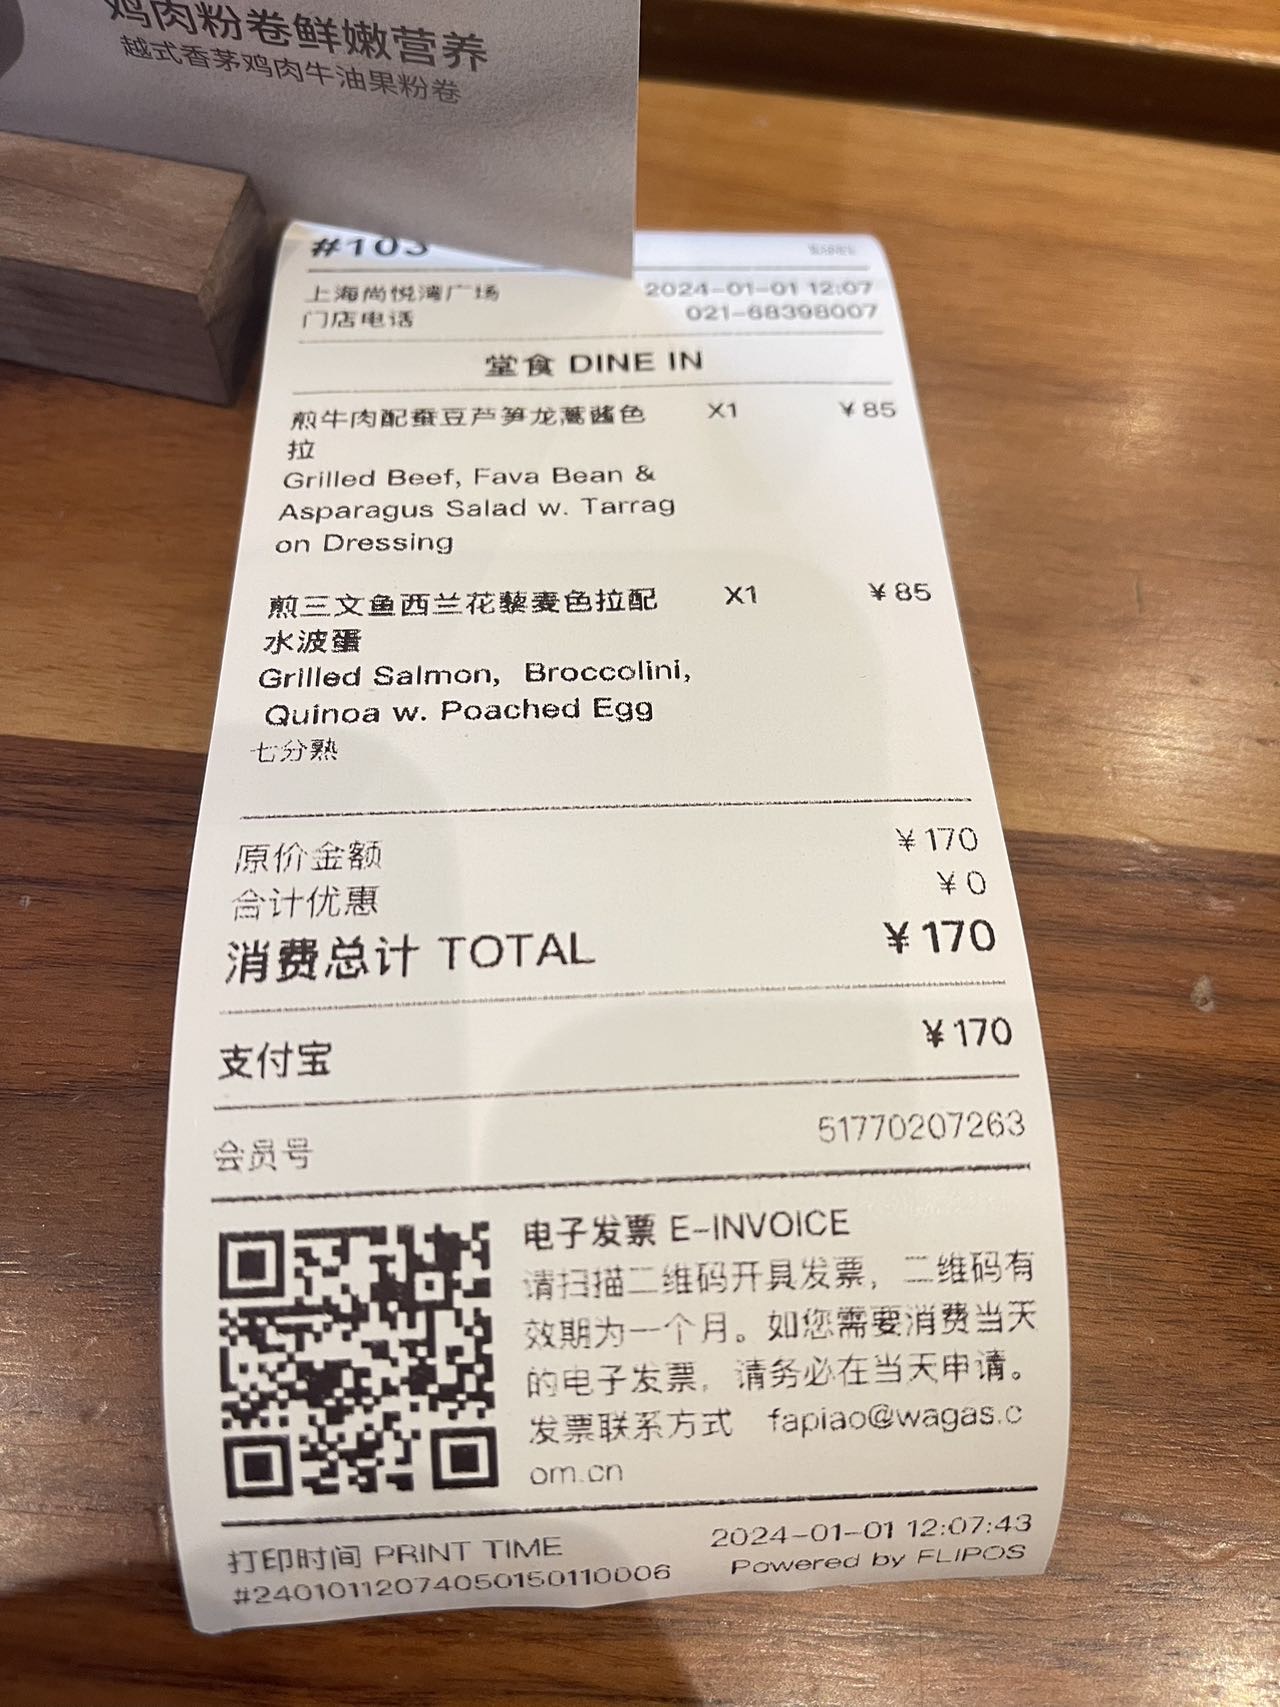 鸡肉粉卷鲜嫩营养
越式香茅鸡肉牛油果粉卷
#103
上海尚悦湾广场 2024-01-01 12:07
门店电话 021-68398007
堂食 DINE IN
煎牛肉配蚕豆芦笋龙蒿酱色 X1 ¥85
拉
Grilled Beef, Fava Bean &
Asparagus Salad w. Tarrag
on Dressing
煎三文鱼西兰花藜麦色拉配 X1 ¥85
水波蛋
Grilled Salmon, Broccolini,
Quinoa w. Poached Egg
七分熟
原价金额 ¥170
合计优惠 ¥0
消费总计 TOTAL ¥170
支付宝 ¥170
会员号 51770207263
电子发票 E-INVOICE
请扫描二维码开具发票，二维码有
效期为一个月。如您需要消费当天
的电子发票，请务必在当天申请。
发票联系方式 fapiao@wagas.c
om.cn
打印时间 PRINT TIME 2024-01-01 12:07:43
#240101120740501501​10006 Powered by FLIPOS